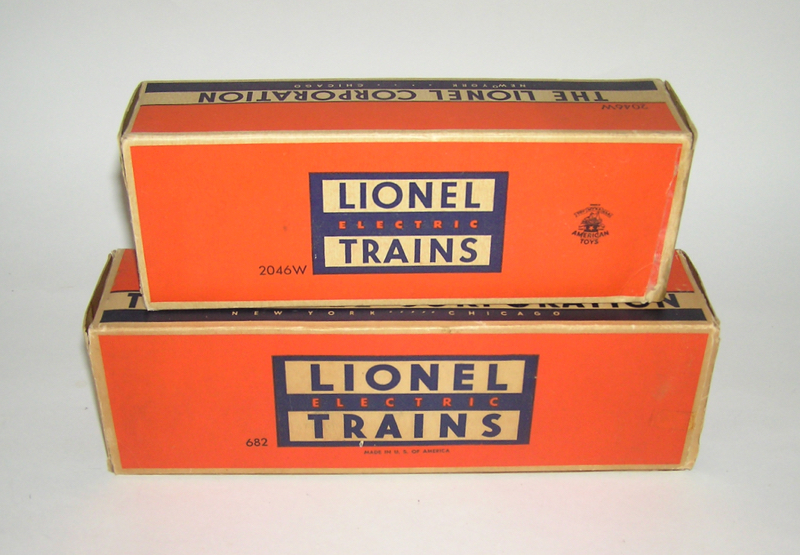 NEW YORK . . . . . CHICAGO
THE LIONEL CORPORATION
2046W
LIONEL
ELECTRIC
TRAINS
2046W
AMERICAN
TOYS
CORPORATION
NEW YORK ..... CHICAGO
LIONEL
ELECTRIC
TRAINS
682
MADE IN U. S. OF AMERICA